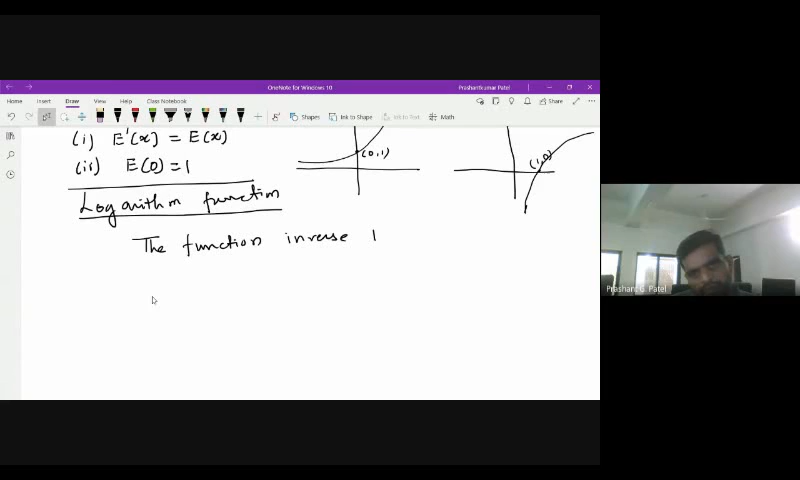 OneNote for Windows 10
Prashantkumar Patel
Home Insert Draw View Help Class Notebook
Share
Shapes Ink to Shape Ink to Text Math
(i) E'(x) = E(x)
(ii) E(0) = 1
(0,1)
(1,0)
Logarithm function
The function inverse
Prashant G. Patel